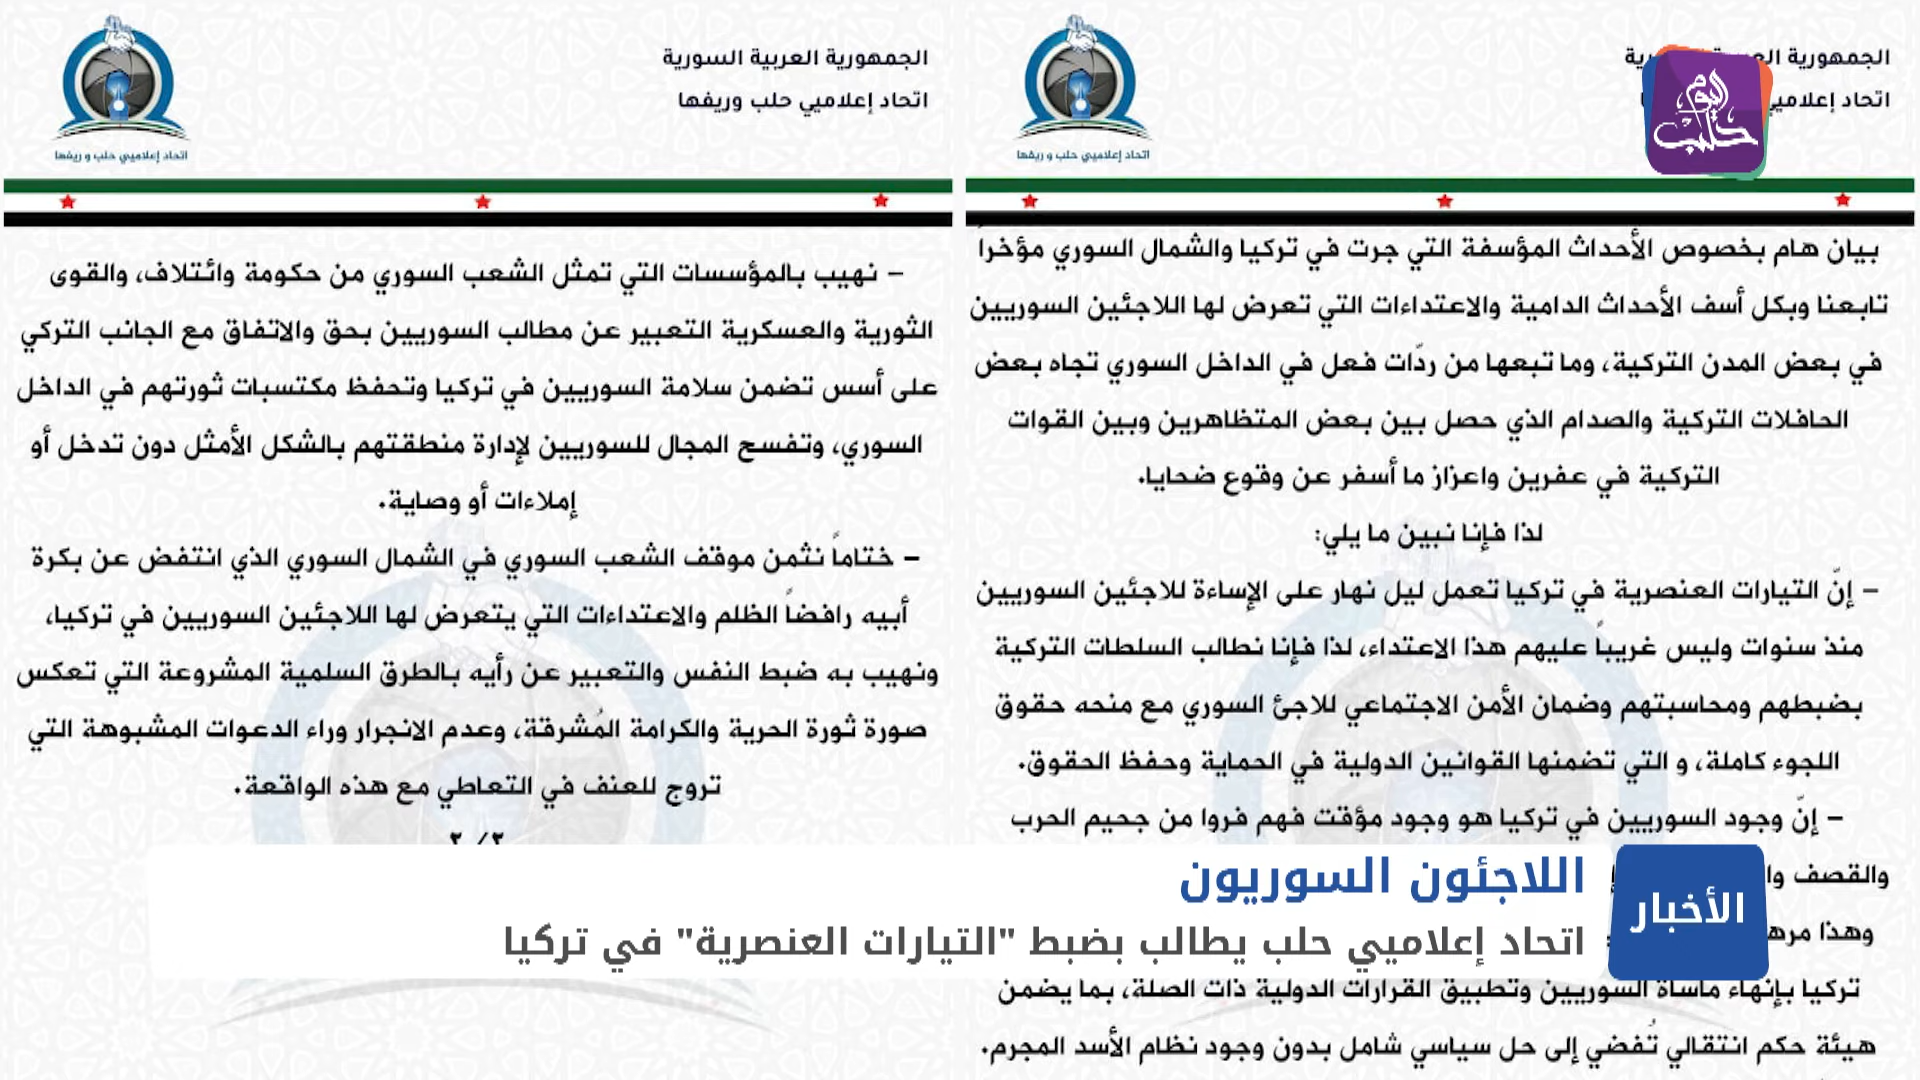 الجمهورية العربية
اتحاد إعلاميي
حلب اليوم
اتحاد إعلاميي حلب و ريفها
بيان هام بخصوص الأحداث المؤسفة التي جرت في تركيا والشمال السوري مؤخراً
تابعنا وبكل أسف الأحداث الدامية والاعتداءات التي تعرض لها اللاجئين السوريين
في بعض المدن التركية، وما تبعها من ردّات فعل في الداخل السوري تجاه بعض
الحافلات التركية والصدام الذي حصل بين بعض المتظاهرين وبين القوات
التركية في عفرين واعزاز ما أسفر عن وقوع ضحايا.
لذا فإننا نبين ما يلي:
– إنّ التيارات العنصرية في تركيا تعمل ليل نهار على الإساءة للاجئين السوريين
منذ سنوات وليس غريباً عليهم هذا الاعتداء، لذا فإنا نطالب السلطات التركية
بضبطهم ومحاسبتهم وضمان الأمن الاجتماعي للاجئ السوري مع منحه حقوق
اللجوء كاملة، و التي تضمنها القوانين الدولية في الحماية وحفظ الحقوق.
– إنّ وجود السوريين في تركيا هو وجود مؤقت فهم فروا من جحيم الحرب
والقصف
وهذا
تركيا بإنهاء مأساة السوريين وتطبيق القرارات الدولية ذات الصلة، بما يضمن
هيئة حكم انتقالي تُفضي إلى حل سياسي شامل بدون وجود نظام الأسد المجرم.
الجمهورية العربية السورية
اتحاد إعلاميي حلب وريفها
اتحاد إعلاميي حلب و ريفها
– نهيب بالمؤسسات التي تمثل الشعب السوري من حكومة وائتلاف، والقوى
الثورية والعسكرية التعبير عن مطالب السوريين بحق والاتفاق مع الجانب التركي
على أسس تضمن سلامة السوريين في تركيا وتحفظ مكتسبات ثورتهم في الداخل
السوري، وتفسح المجال للسوريين لإدارة منطقتهم بالشكل الأمثل دون تدخل أو
إملاءات أو وصاية.
– ختاماً نثمن موقف الشعب السوري في الشمال السوري الذي انتفض عن بكرة
أبيه رافضاً الظلم والاعتداءات التي يتعرض لها اللاجئين السوريين في تركيا،
ونهيب به ضبط النفس والتعبير عن رأيه بالطرق السلمية المشروعة التي تعكس
صورة ثورة الحرية والكرامة المُشرقة، وعدم الانجرار وراء الدعوات المشبوهة التي
تروج للعنف في التعاطي مع هذه الواقعة.
٢/٢
الأخبار
اللاجئون السوريون
اتحاد إعلاميي حلب يطالب بضبط "التيارات العنصرية" في تركيا